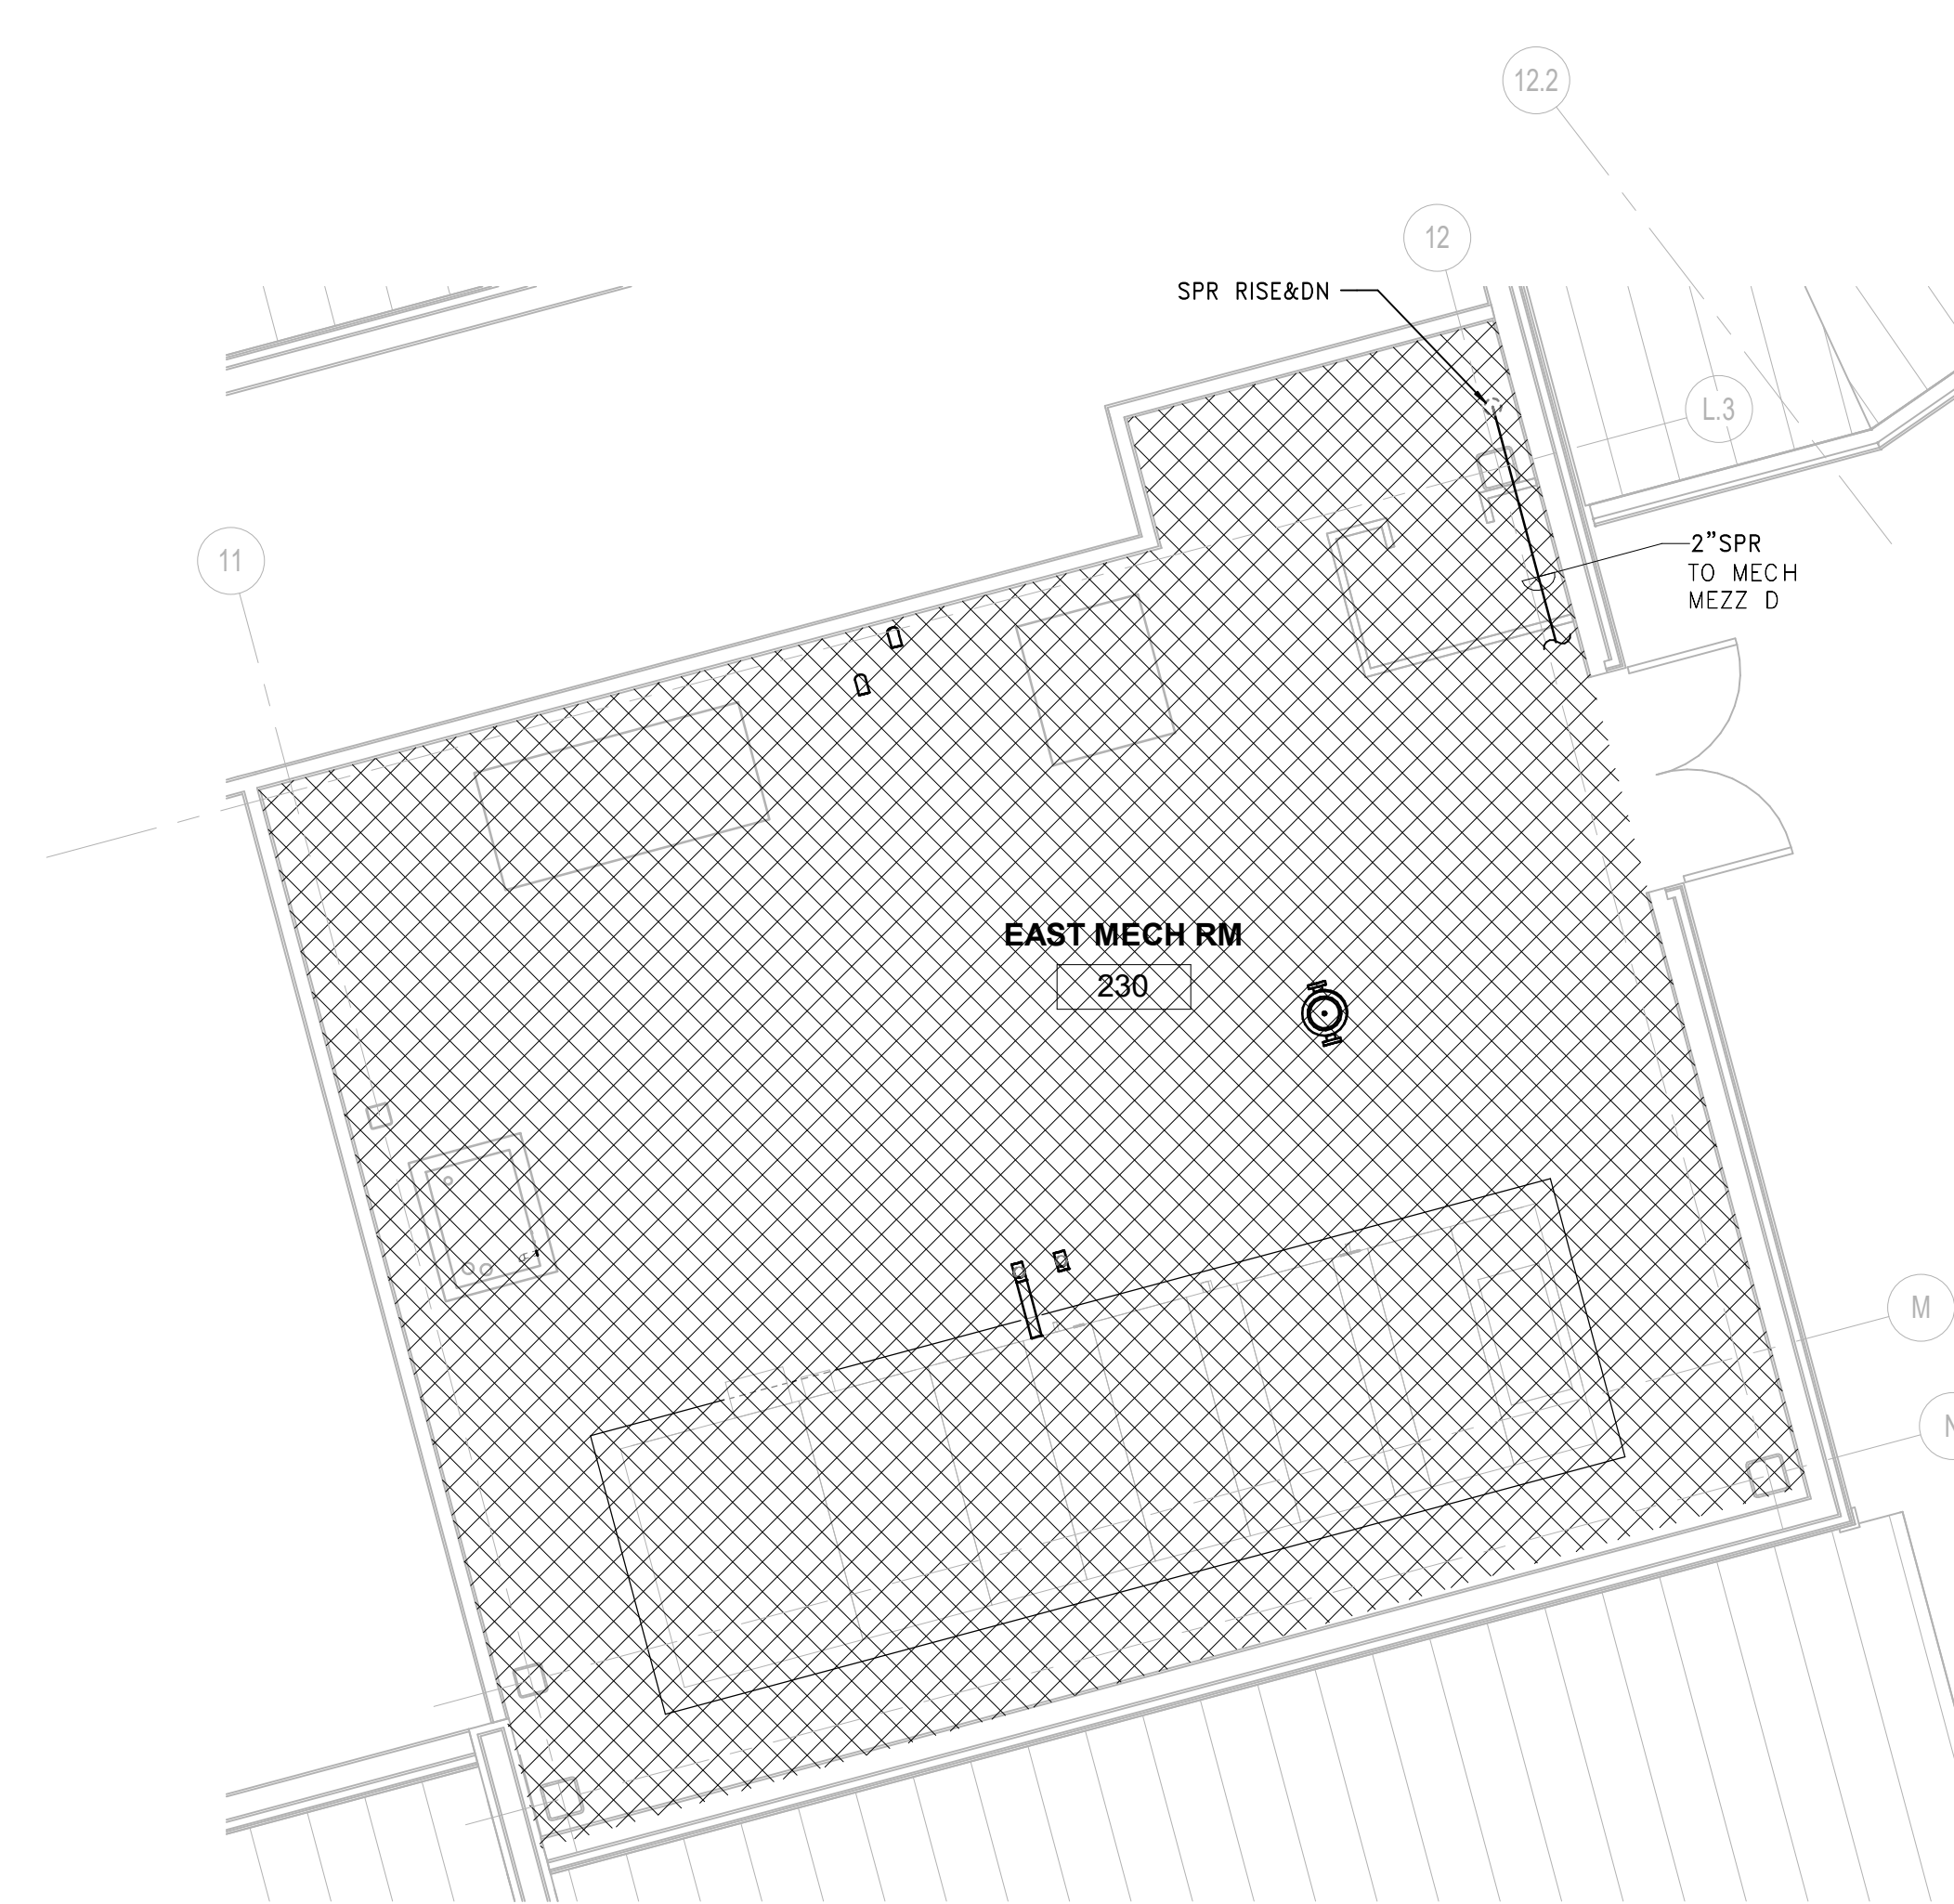 12.2
12
SPR RISE&DN
L.3
11
2"SPR
TO MECH
MEZZ D
EAST MECH RM
230
M
N